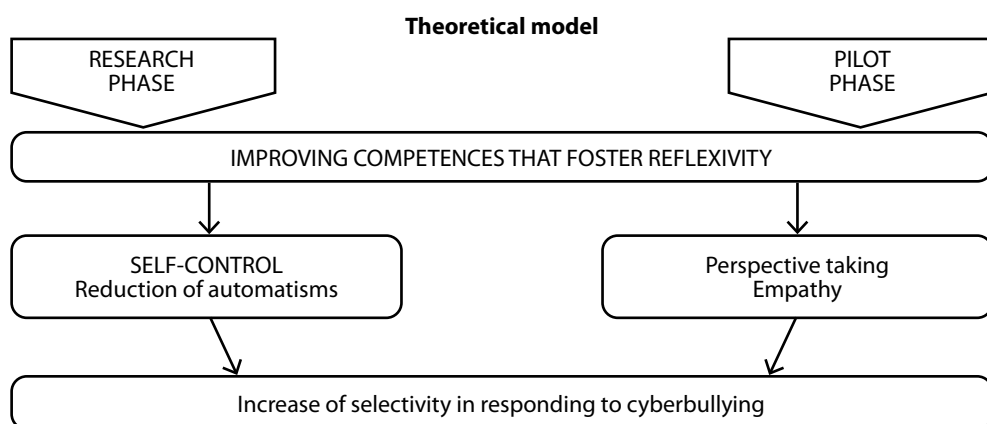 Theoretical model
RESEARCH
PHASE
PILOT
PHASE
IMPROVING COMPETENCES THAT FOSTER REFLEXIVITY
SELF-CONTROL
Reduction of automatisms
Perspective taking
Empathy
Increase of selectivity in responding to cyberbullying